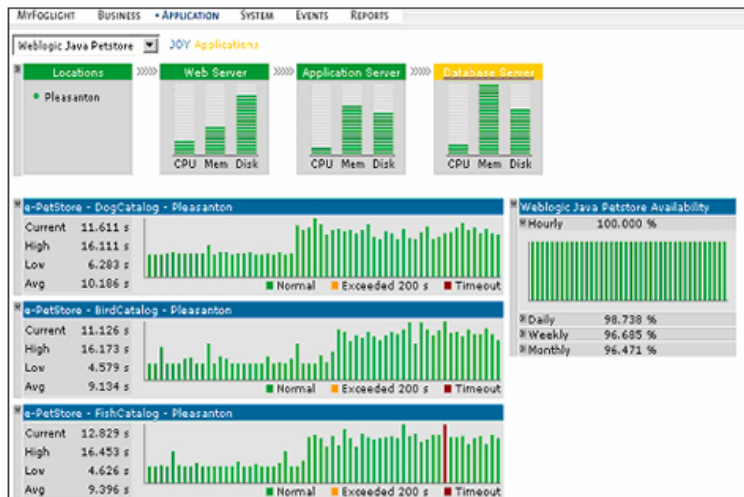 MyFoglight Business • Application System Events Reports
Weblogic Java Petstore JOY Applications
Locations Web Server Application Server Database Server
Pleasanton
CPU Mem Disk CPU Mem Disk CPU Mem Disk
e-PetStore - DogCatalog - Pleasanton
Current 11.611 s
High 16.111 s
Low 6.283 s
Avg 10.186 s
Normal Exceeded 200 s Timeout
e-PetStore - BirdCatalog - Pleasanton
Current 11.126 s
High 16.173 s
Low 4.579 s
Avg 9.134 s
Normal Exceeded 200 s Timeout
e-PetStore - FishCatalog - Pleasanton
Current 12.829 s
High 16.453 s
Low 4.626 s
Avg 9.396 s
Normal Exceeded 200 s Timeout
Weblogic Java Petstore Availability
Hourly 100.000 %
Daily 98.738 %
Weekly 96.685 %
Monthly 96.471 %